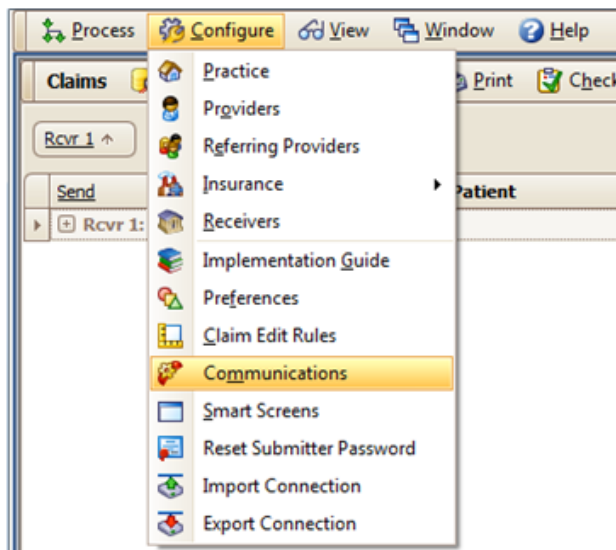 Process Configure View Window Help
Claims Print Check
Rcvr 1
Send Patient
Rcvr 1:
Practice
Providers
Referring Providers
Insurance
Receivers
Implementation Guide
Preferences
Claim Edit Rules
Communications
Smart Screens
Reset Submitter Password
Import Connection
Export Connection